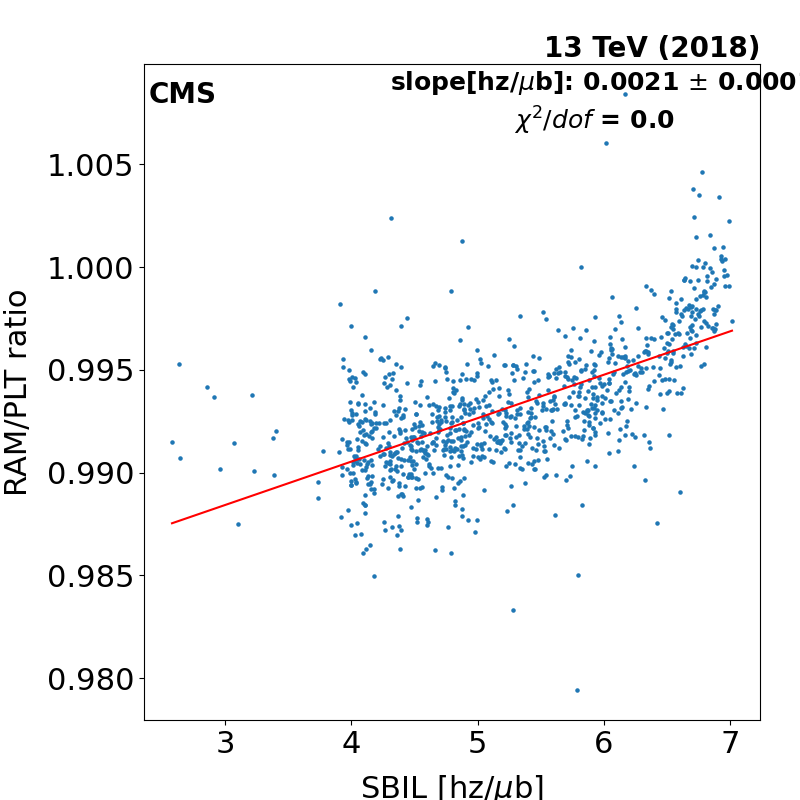 13 TeV (2018)
CMS
slope[hz/μb]: 0.0021 ± 0.000
χ²/dof = 0.0
1.005
1.000
0.995
0.990
0.985
0.980
RAM/PLT ratio
3 4 5 6 7
SBIL [hz/μb]